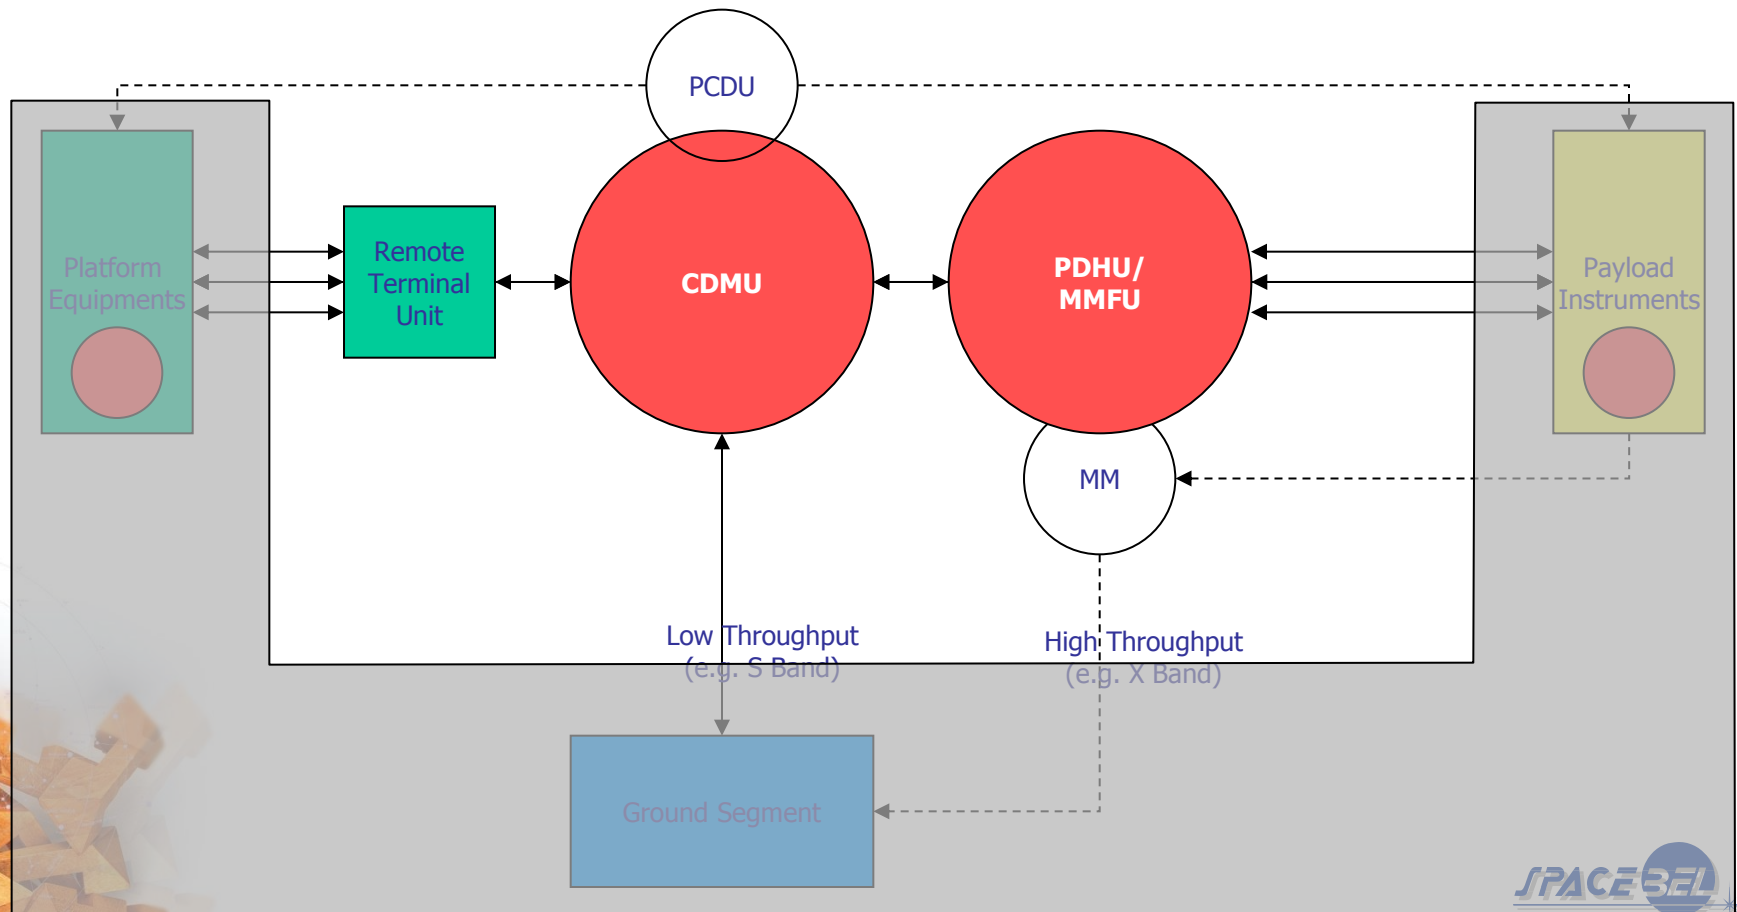 PCDU
Platform
Equipments
Remote
Terminal
Unit
CDMU
PDHU/
MMFU
Payload
Instruments
MM
Low Throughput
(e.g. S Band)
High Throughput
(e.g. X Band)
Ground Segment
SPACEBEL